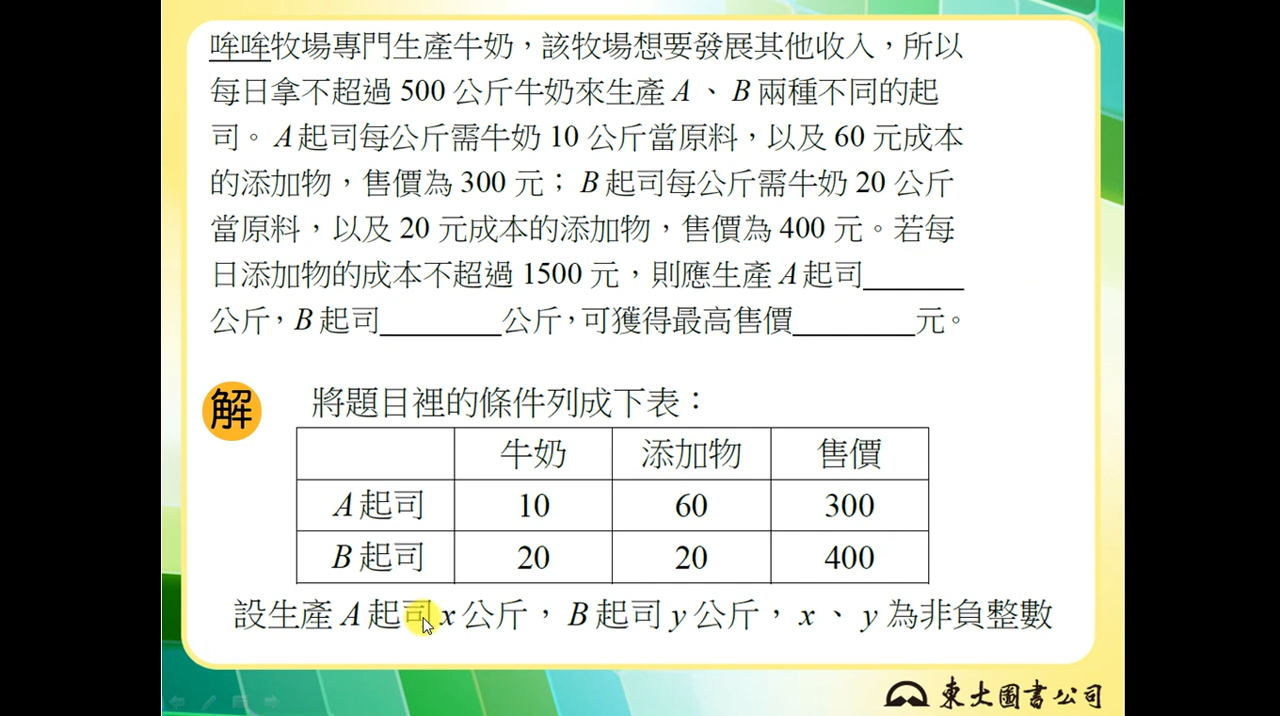 哞哞牧場專門生產牛奶，該牧場想要發展其他收入，所以
每日拿不超過 500 公斤牛奶來生產 A 、 B 兩種不同的起
司。 A 起司每公斤需牛奶 10 公斤當原料，以及 60 元成本
的添加物，售價為 300 元； B 起司每公斤需牛奶 20 公斤
當原料，以及 20 元成本的添加物，售價為 400 元。若每
日添加物的成本不超過 1500 元，則應生產 A 起司______
公斤， B 起司_______ 公斤，可獲得最高售價_______元。
解 將題目裡的條件列成下表：
牛奶 添加物 售價
A 起司 10 60 300
B 起司 20 20 400
設生產 A 起司 x 公斤， B 起司 y 公斤， x 、 y 為非負整數
東大圖書公司